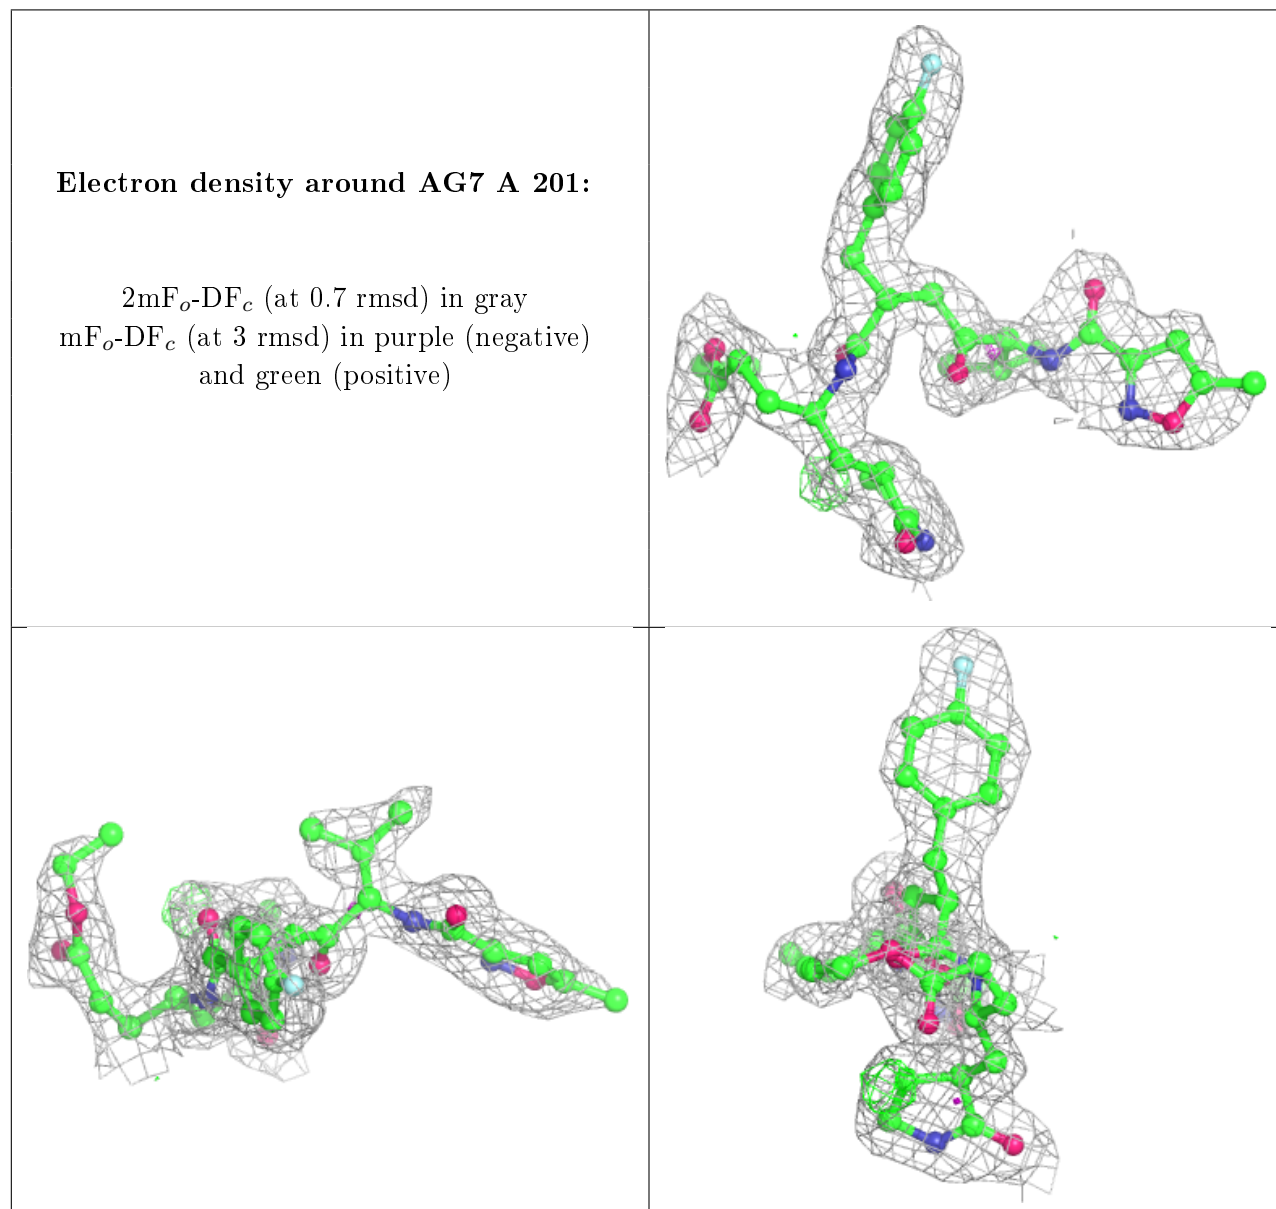 Electron density around AG7 A 201:
2mFo-DFc (at 0.7 rmsd) in gray
mFo-DFc (at 3 rmsd) in purple (negative)
and green (positive)